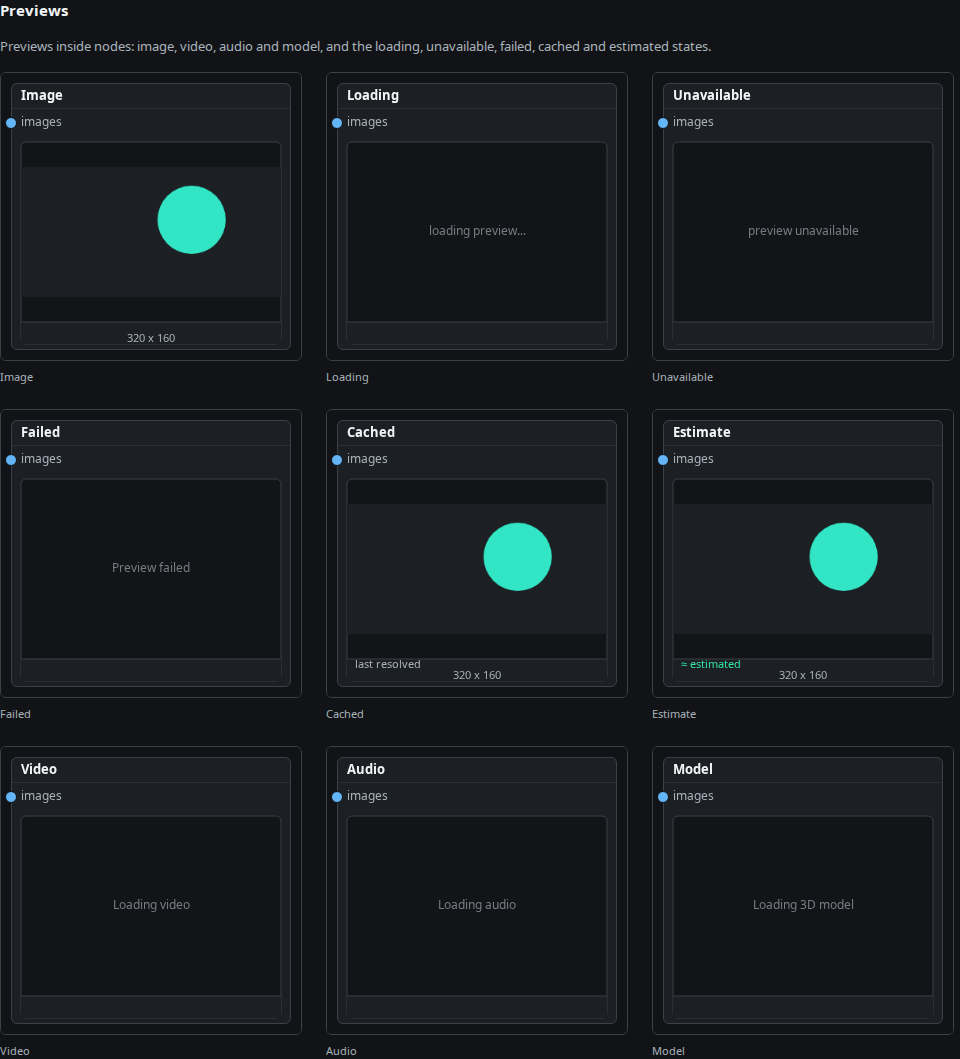 Previews
Previews inside nodes: image, video, audio and model, and the loading, unavailable, failed, cached and estimated states.
Image
images
320 x 160
Image
Loading
images
loading preview...
Loading
Unavailable
images
preview unavailable
Unavailable
Failed
images
Preview failed
Failed
Cached
images
last resolved
320 x 160
Cached
Estimate
images
≈ estimated
320 x 160
Estimate
Video
images
Loading video
Video
Audio
images
Loading audio
Audio
Model
images
Loading 3D model
Model